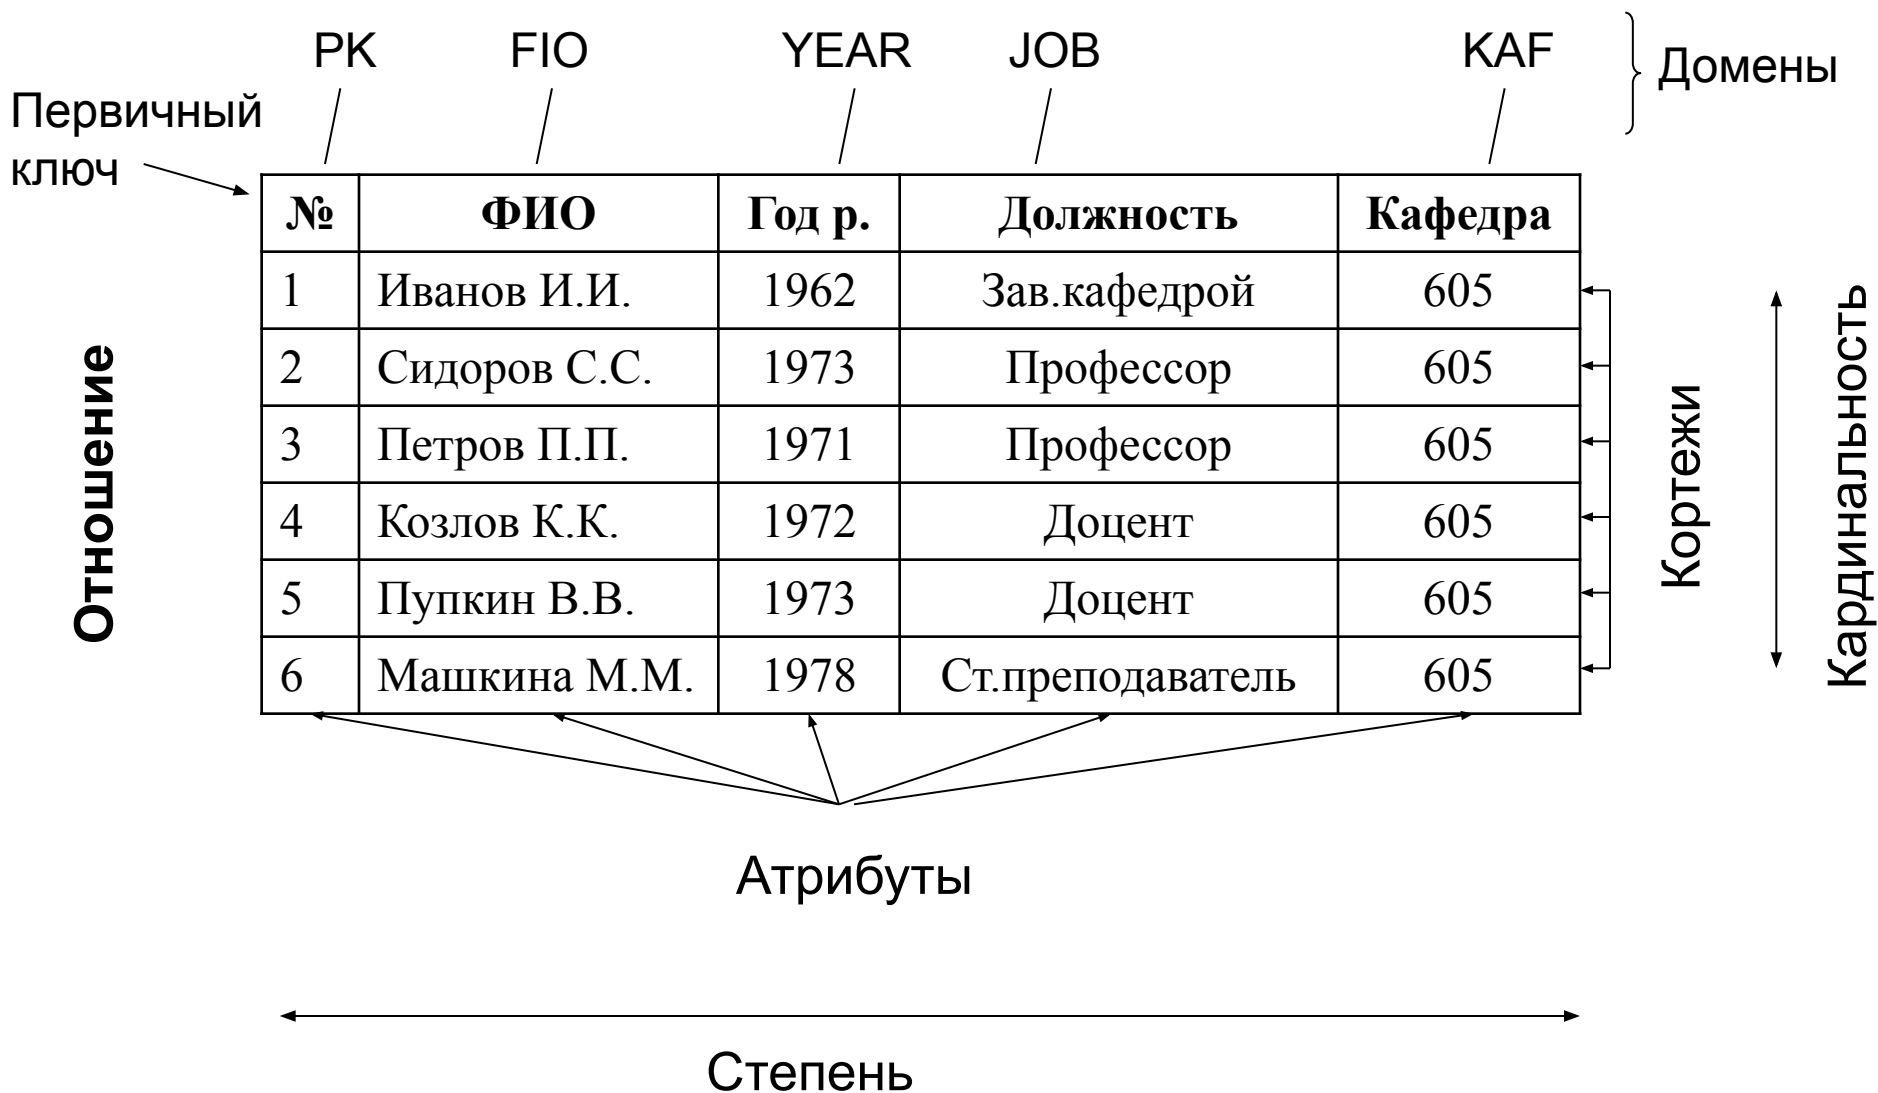 PK FIO YEAR JOB KAF
Домены
Первичный
ключ
№ ФИО Год р. Должность Кафедра
1 Иванов И.И. 1962 Зав.кафедрой 605
2 Сидоров С.С. 1973 Профессор 605
3 Петров П.П. 1971 Профессор 605
4 Козлов К.К. 1972 Доцент 605
5 Пупкин В.В. 1973 Доцент 605
6 Машкина М.М. 1978 Ст.преподаватель 605
Отношение
Кортежи
Кардинальность
Атрибуты
Степень